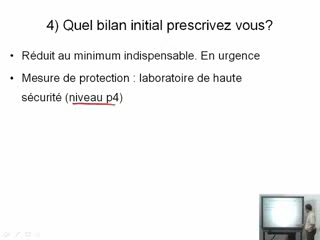 4) Quel bilan initial prescrivez vous?
• Réduit au minimum indispensable. En urgence
• Mesure de protection : laboratoire de haute
sécurité (niveau p4)